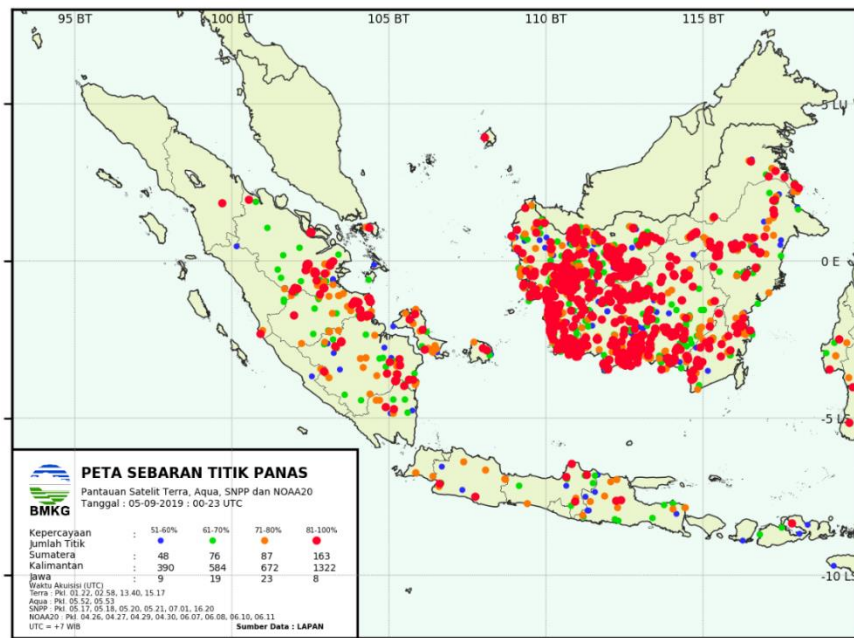 95 BT 100 BT 105 BT 110 BT 115 BT
5 LU
0 E
-5 LS
-10 LS
PETA SEBARAN TITIK PANAS
Pantauan Satelit Terra, Aqua, SNPP dan NOAA20
Tanggal : 05-09-2019 : 00-23 UTC
BMKG
Kepercayaan : 51-60% 61-70% 71-80% 81-100%
Jumlah Titik :
Sumatera : 48 76 87 163
Kalimantan : 390 584 672 1322
Jawa : 9 19 23 8
Waktu Akuisisi (UTC)
Terra : Pkl. 01.22, 02.58, 13.40, 15.17
Aqua : Pkl. 05.52, 05.53
SNPP : Pkl. 05.17, 05.18, 05.20, 05.21, 07.01, 16.20
NOAA20 : Pkl. 04.26, 04.27, 04.29, 04.30, 06.07, 06.08, 06.10, 06.11
UTC = +7 WIB Sumber Data : LAPAN